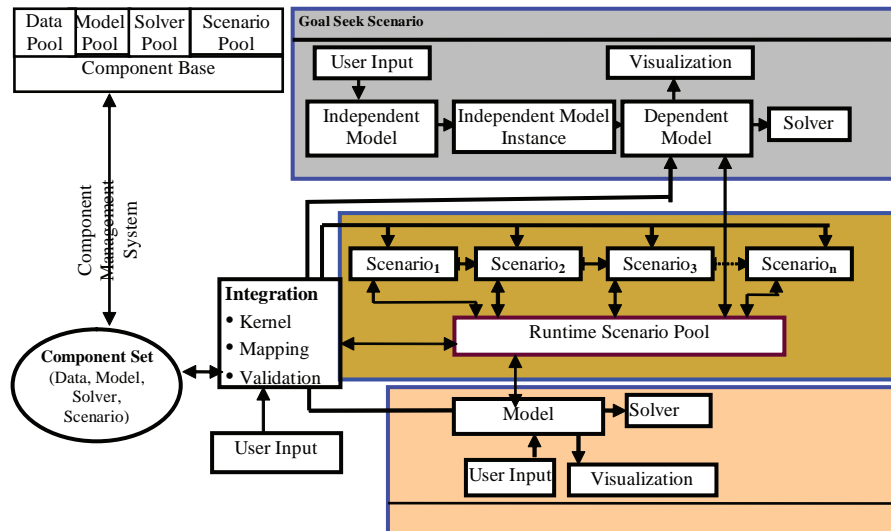 Data Pool
Model Pool
Solver Pool
Scenario Pool
Component Base
Component
Management
System
Component Set
(Data, Model,
Solver,
Scenario)
Integration
• Kernel
• Mapping
• Validation
User Input
Goal Seek Scenario
User Input
Visualization
Independent
Model
Independent Model
Instance
Dependent
Model
Solver
Scenario1
Scenario2
Scenario3
Scenarion
Runtime Scenario Pool
Model
Solver
User Input
Visualization